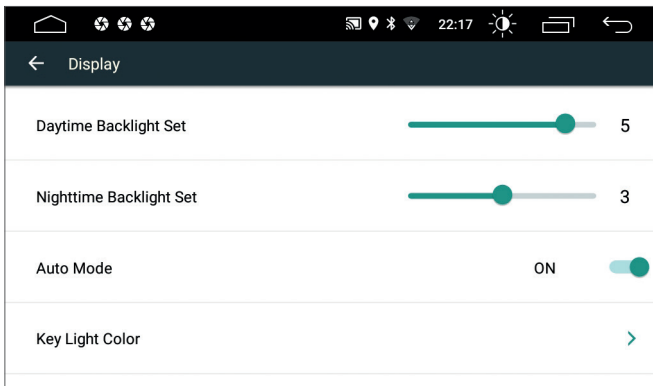 22:17
Display
Daytime Backlight Set 5
Nighttime Backlight Set 3
Auto Mode ON
Key Light Color